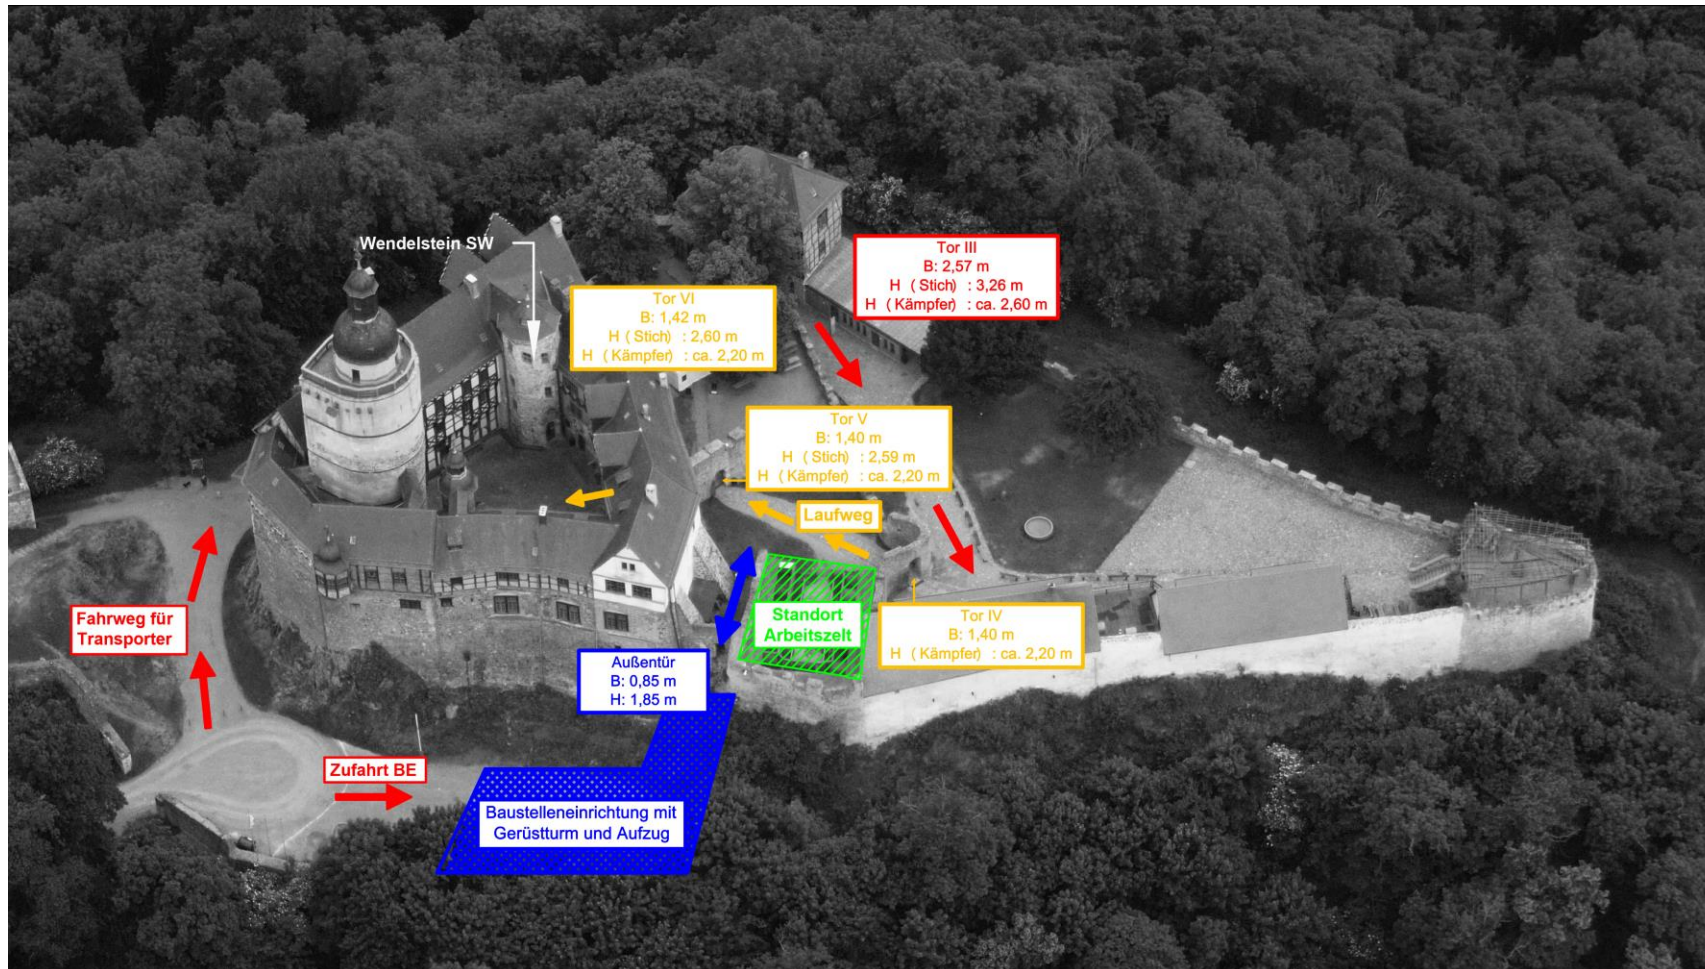 Wendelstein SW
Tor III
B: 2,57 m
H (Stich) : 3,26 m
H (Kämpfer) : ca. 2,60 m
Tor VI
B: 1,42 m
H (Stich) : 2,60 m
H (Kämpfer) : ca. 2,20 m
Tor V
B: 1,40 m
H (Stich) : 2,59 m
H (Kämpfer) : ca. 2,20 m
Laufweg
Fahrweg für
Transporter
Standort
Arbeitszelt
Tor IV
B: 1,40 m
H (Kämpfer) : ca. 2,20 m
Außentür
B: 0,85 m
H: 1,85 m
Zufahrt BE
Baustelleneinrichtung mit
Gerüstturm und Aufzug